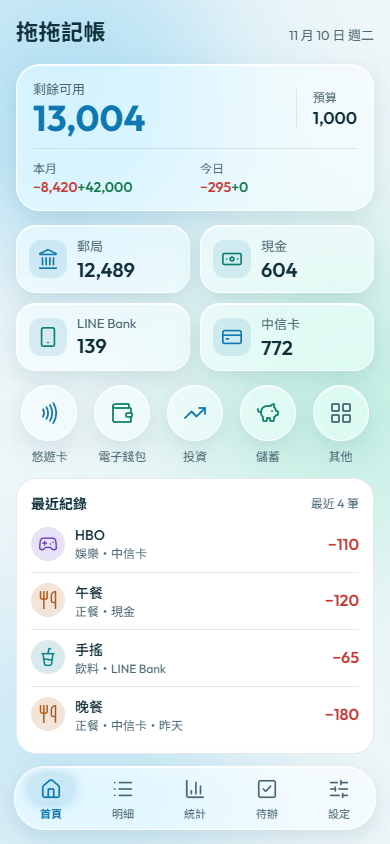 拖拖記帳
11 月 10 日 週二
剩餘可用
13,004
預算
1,000
本月
−8,420+42,000
今日
−295+0
郵局
12,489
現金
604
LINE Bank
139
中信卡
772
悠遊卡
電子錢包
投資
儲蓄
其他
最近紀錄
最近 4 筆
HBO
娛樂・中信卡
−110
午餐
正餐・現金
−120
手搖
飲料・LINE Bank
−65
晚餐
正餐・中信卡・昨天
−180
首頁
明細
統計
待辦
設定